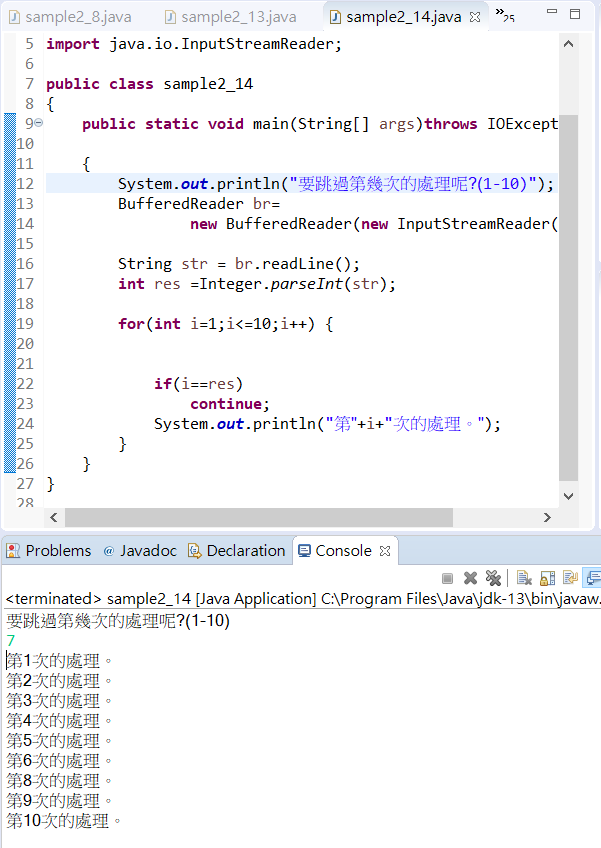 sample2_8.java sample2_13.java sample2_14.java »25
5 import java.io.InputStreamReader;
6
7 public class sample2_14
8 {
9 public static void main(String[] args)throws IOExcept
10
11 {
12 System.out.println("要跳過第幾次的處理呢?(1-10)");
13 BufferedReader br=
14 new BufferedReader(new InputStreamReader(
15
16 String str = br.readLine();
17 int res =Integer.parseInt(str);
18
19 for(int i=1;i<=10;i++) {
20
21
22 if(i==res)
23 continue;
24 System.out.println("第"+i+"次的處理。");
25 }
26 }
27 }
28
Problems @ Javadoc Declaration Console
<terminated> sample2_14 [Java Application] C:\Program Files\Java\jdk-13\bin\javaw.
要跳過第幾次的處理呢?(1-10)
7
第1次的處理。
第2次的處理。
第3次的處理。
第4次的處理。
第5次的處理。
第6次的處理。
第8次的處理。
第9次的處理。
第10次的處理。